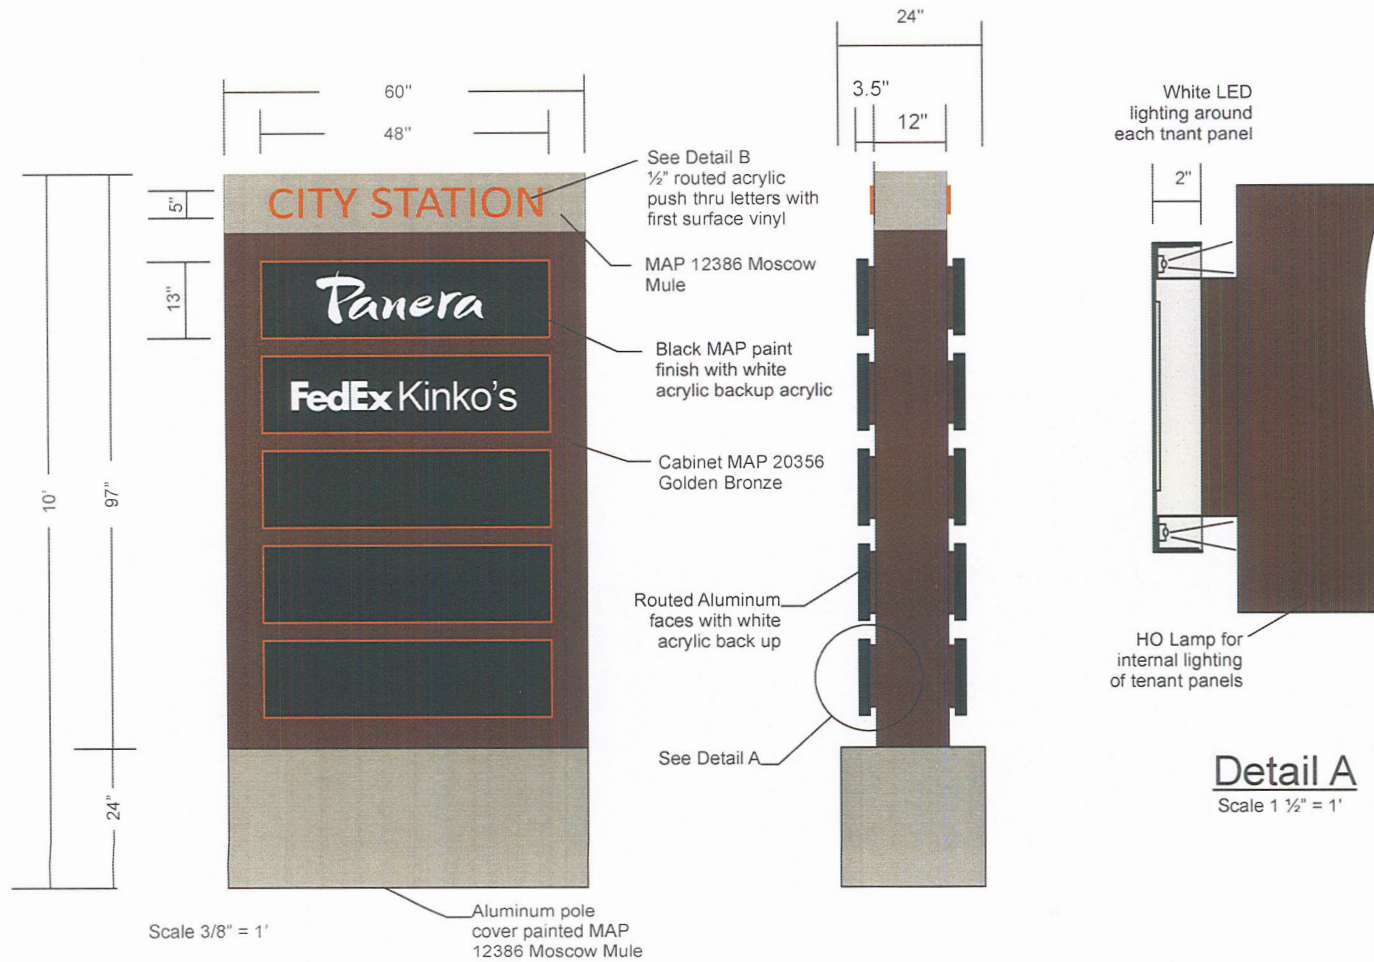 60"
48"
5"
13"
10'
97"
24"
CITY STATION
Panera
FedEx Kinko's
See Detail B
½" routed acrylic
push thru letters with
first surface vinyl
MAP 12386 Moscow
Mule
Black MAP paint
finish with white
acrylic backup acrylic
Cabinet MAP 20356
Golden Bronze
Routed Aluminum
faces with white
acrylic back up
See Detail A
Aluminum pole
cover painted MAP
12386 Moscow Mule
Scale 3/8" = 1'
24"
3.5"
12"
White LED
lighting around
each tnant panel
2"
HO Lamp for
internal lighting
of tenant panels
Detail A
Scale 1 ½" = 1'